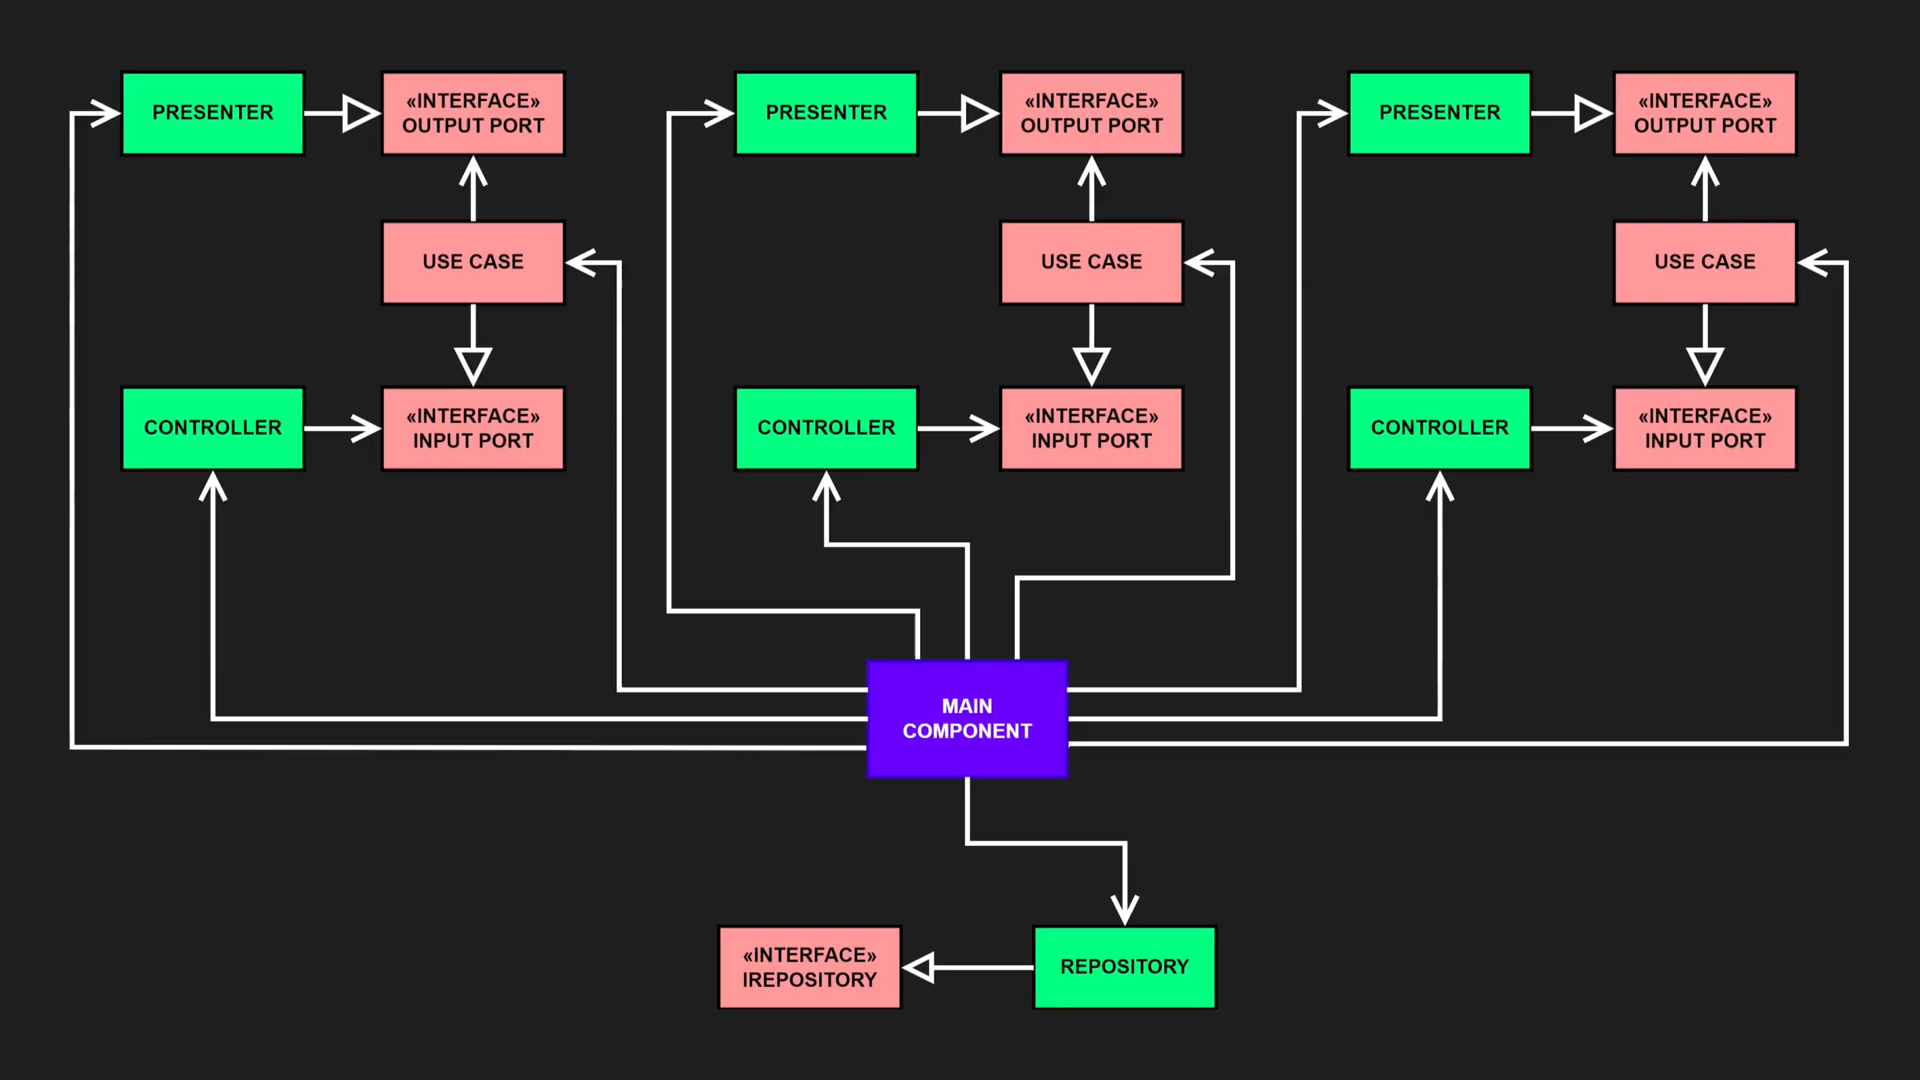 PRESENTER
«INTERFACE»
OUTPUT PORT
PRESENTER
«INTERFACE»
OUTPUT PORT
PRESENTER
«INTERFACE»
OUTPUT PORT
USE CASE
USE CASE
USE CASE
CONTROLLER
«INTERFACE»
INPUT PORT
CONTROLLER
«INTERFACE»
INPUT PORT
CONTROLLER
«INTERFACE»
INPUT PORT
MAIN
COMPONENT
«INTERFACE»
IREPOSITORY
REPOSITORY